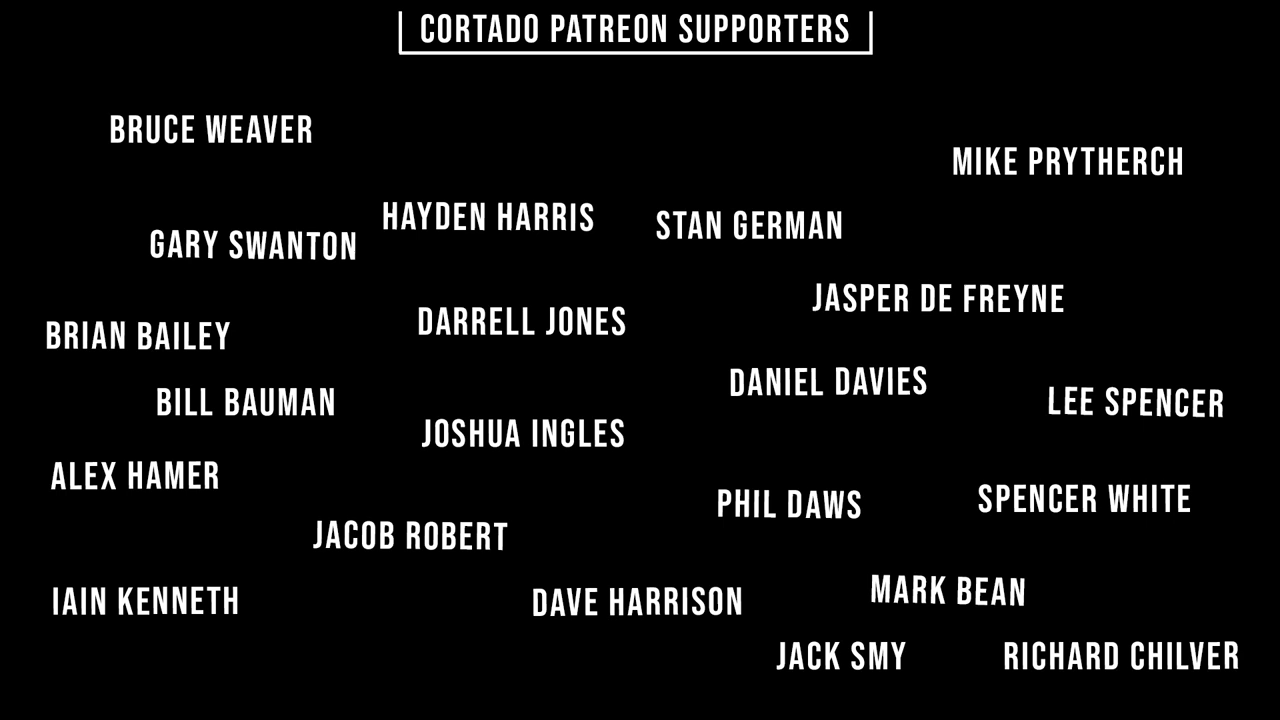 CORTADO PATREON SUPPORTERS
BRUCE WEAVER
MIKE PRYTHERCH
HAYDEN HARRIS
STAN GERMAN
GARY SWANTON
JASPER DE FREYNE
DARRELL JONES
BRIAN BAILEY
DANIEL DAVIES
BILL BAUMAN
LEE SPENCER
JOSHUA INGLES
ALEX HAMER
PHIL DAWS
SPENCER WHITE
JACOB ROBERT
MARK BEAN
IAIN KENNETH
DAVE HARRISON
JACK SMY
RICHARD CHILVER